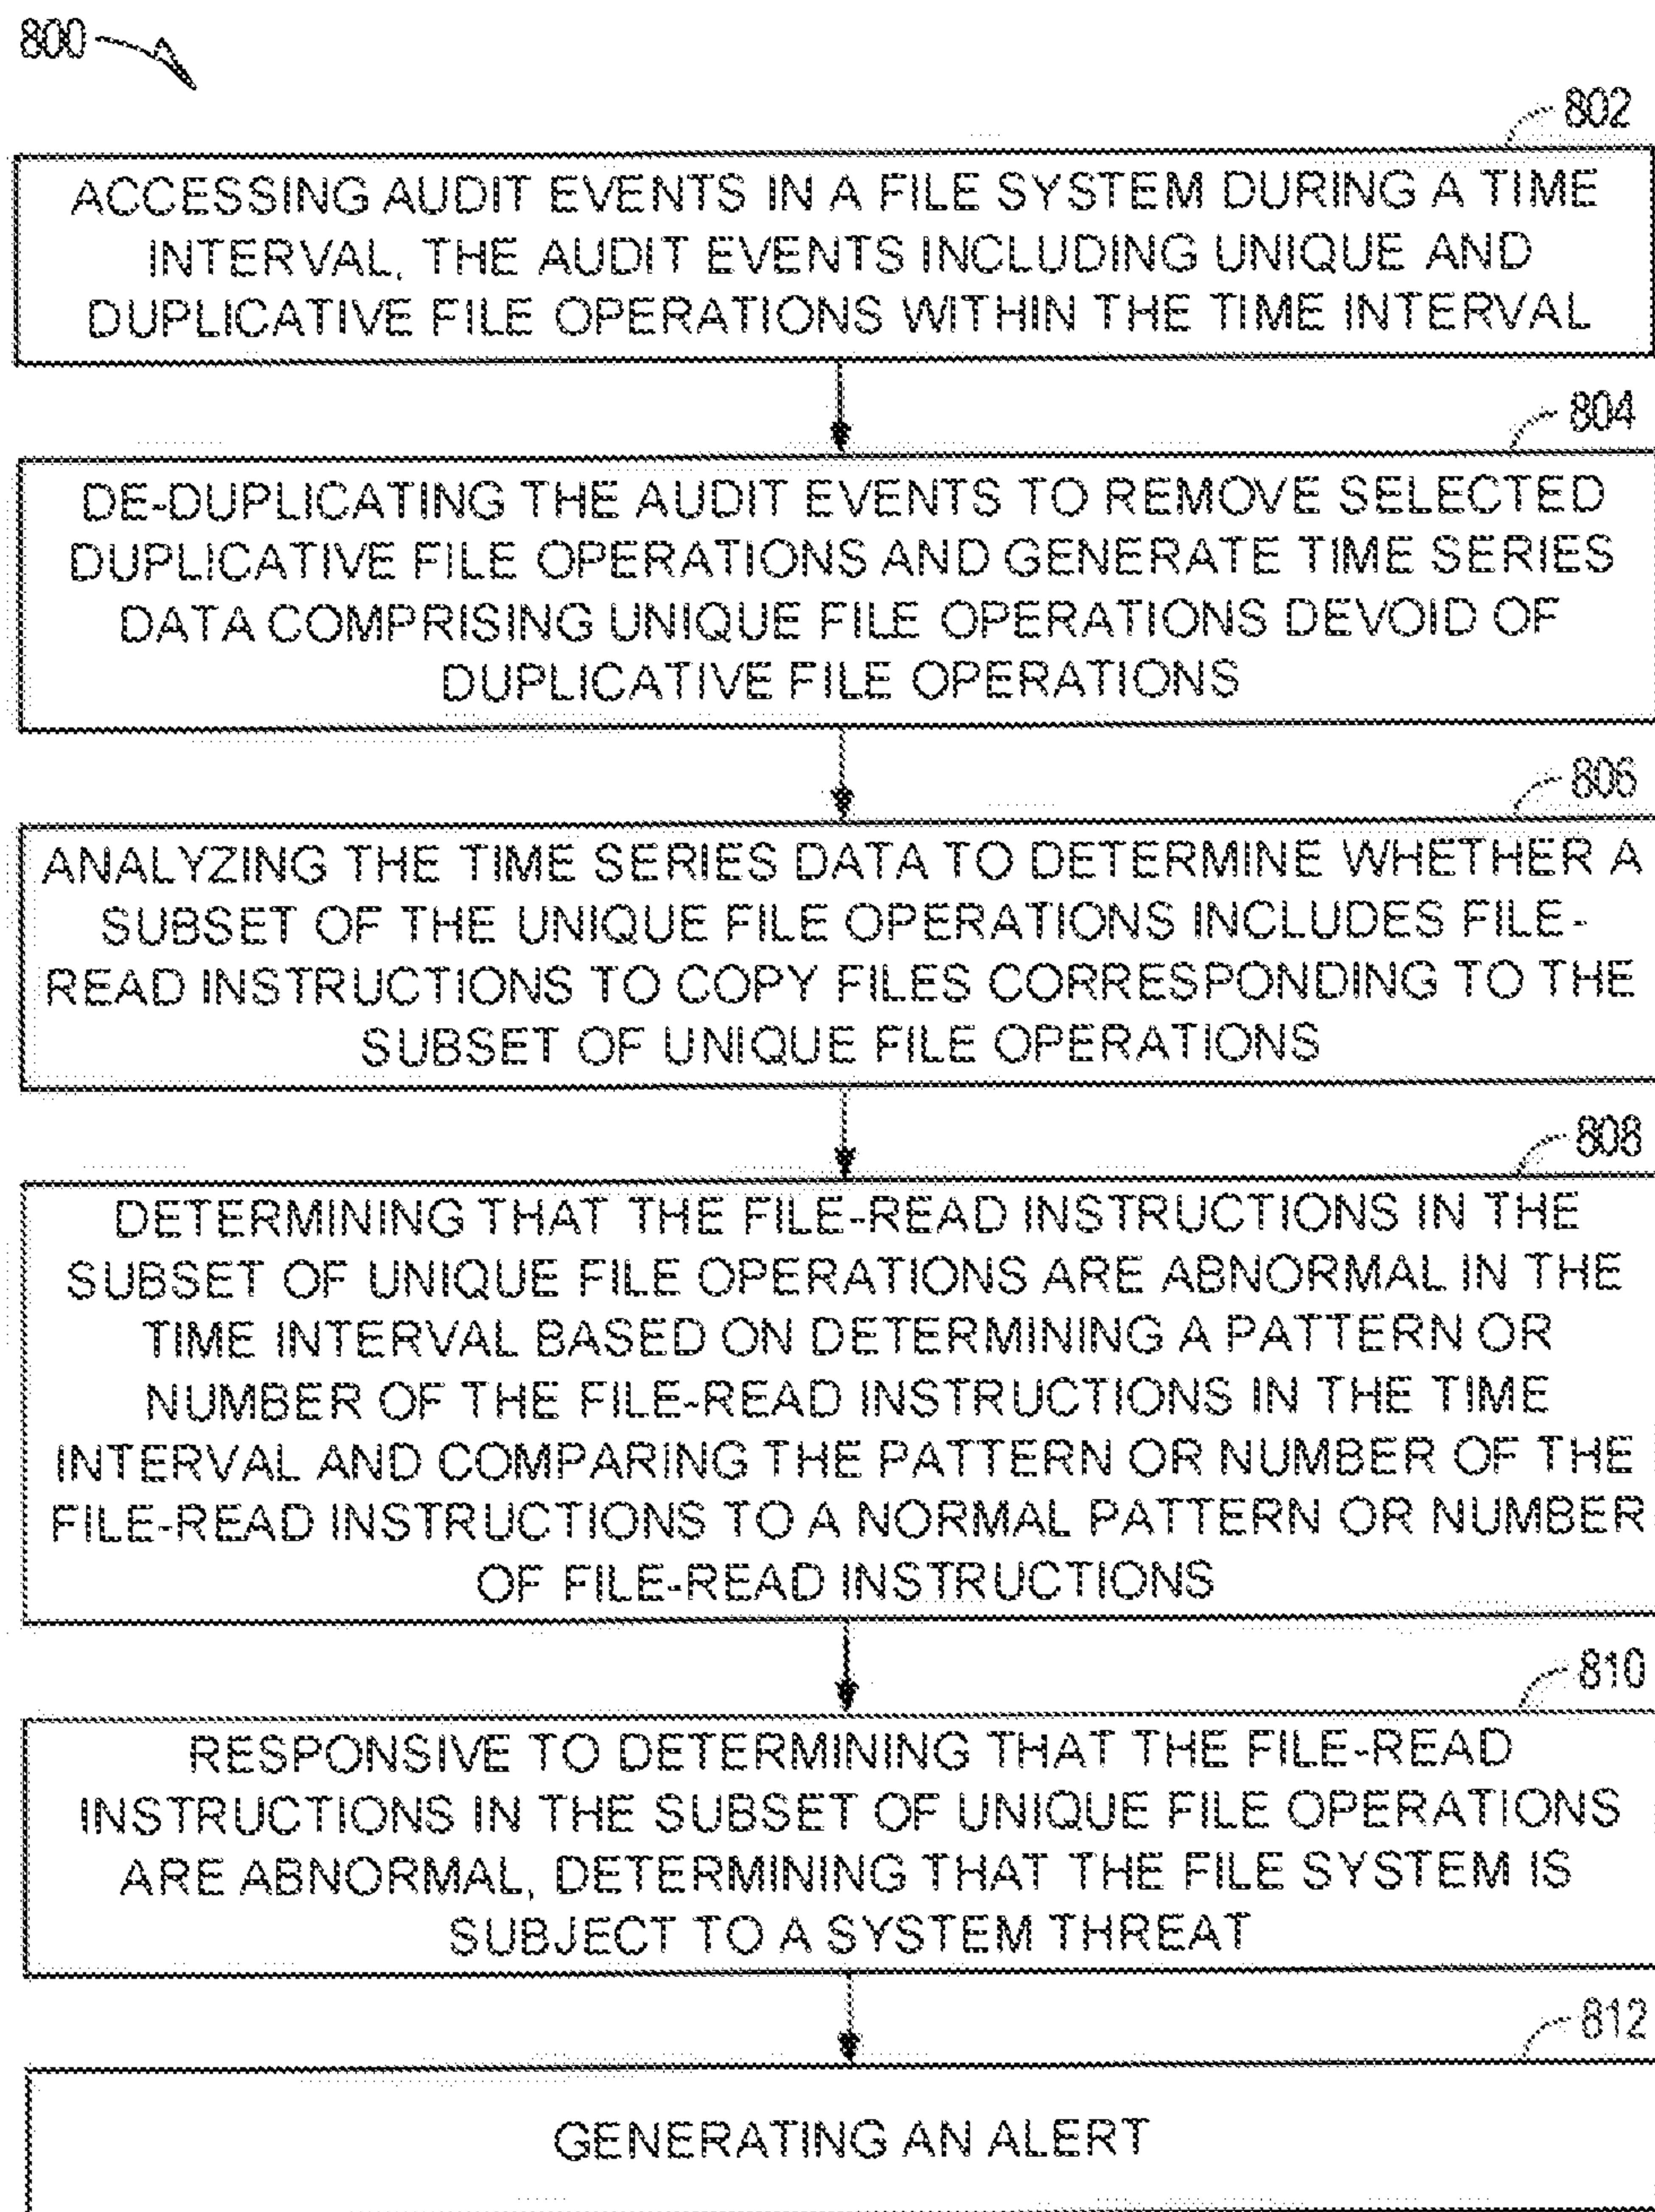 800
802
ACCESSING AUDIT EVENTS IN A FILE SYSTEM DURING A TIME
INTERVAL, THE AUDIT EVENTS INCLUDING UNIQUE AND
DUPLICATIVE FILE OPERATIONS WITHIN THE TIME INTERVAL
804
DE-DUPLICATING THE AUDIT EVENTS TO REMOVE SELECTED
DUPLICATIVE FILE OPERATIONS AND GENERATE TIME SERIES
DATA COMPRISING UNIQUE FILE OPERATIONS DEVOID OF
DUPLICATIVE FILE OPERATIONS
806
ANALYZING THE TIME SERIES DATA TO DETERMINE WHETHER A
SUBSET OF THE UNIQUE FILE OPERATIONS INCLUDES FILE-
READ INSTRUCTIONS TO COPY FILES CORRESPONDING TO THE
SUBSET OF UNIQUE FILE OPERATIONS
808
DETERMINING THAT THE FILE-READ INSTRUCTIONS IN THE
SUBSET OF UNIQUE FILE OPERATIONS ARE ABNORMAL IN THE
TIME INTERVAL BASED ON DETERMINING A PATTERN OR
NUMBER OF THE FILE-READ INSTRUCTIONS IN THE TIME
INTERVAL AND COMPARING THE PATTERN OR NUMBER OF THE
FILE-READ INSTRUCTIONS TO A NORMAL PATTERN OR NUMBER
OF FILE-READ INSTRUCTIONS
810
RESPONSIVE TO DETERMINING THAT THE FILE-READ
INSTRUCTIONS IN THE SUBSET OF UNIQUE FILE OPERATIONS
ARE ABNORMAL, DETERMINING THAT THE FILE SYSTEM IS
SUBJECT TO A SYSTEM THREAT
812
GENERATING AN ALERT